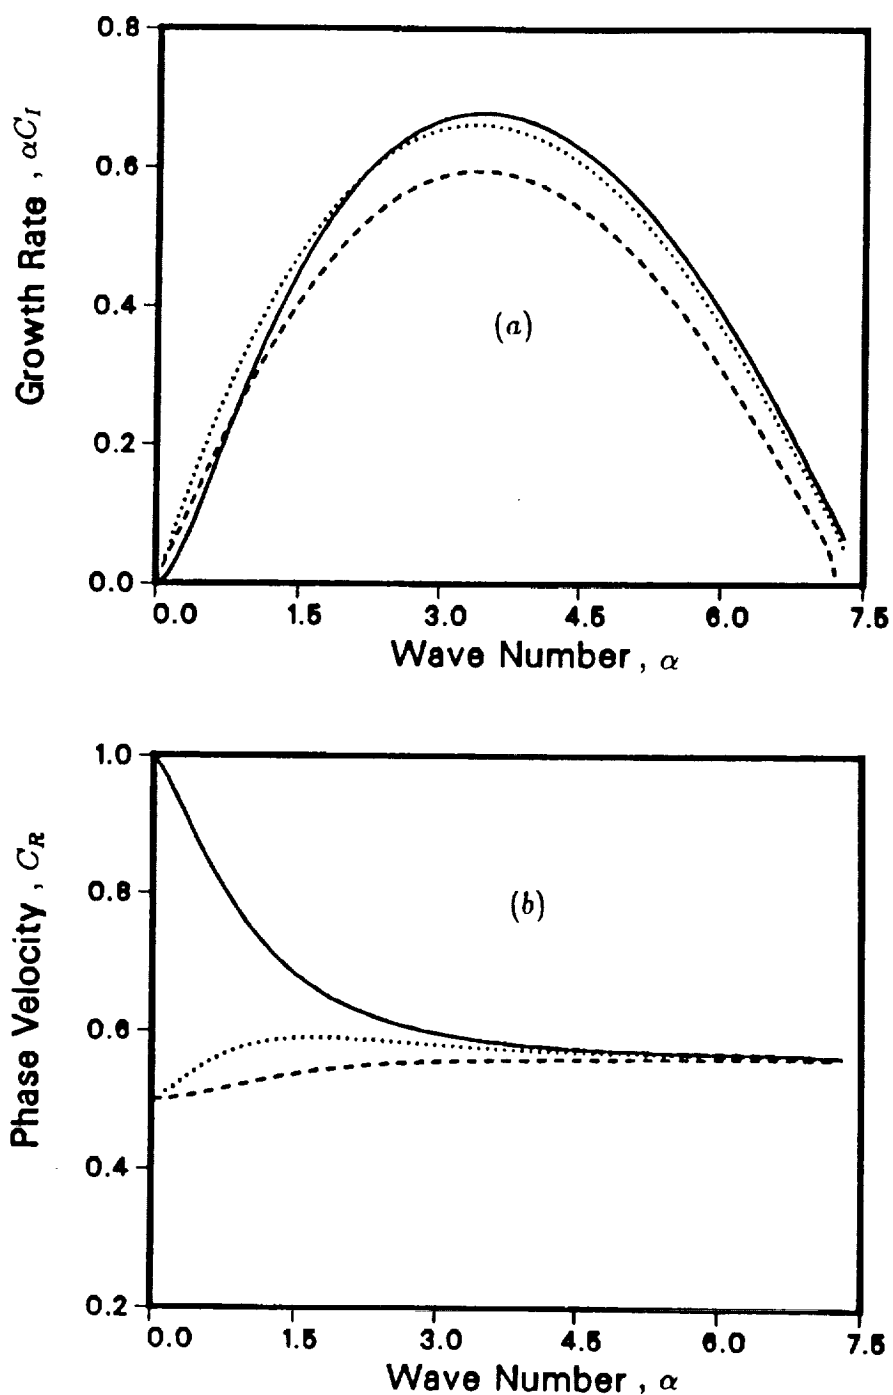 0.8
0.6
0.4
0.2
0.0
Growth Rate , αC_I
(a)
0.0 1.5 3.0 4.5 6.0 7.5
Wave Number , α
1.0
0.8
0.6
0.4
0.2
Phase Velocity , C_R
(b)
0.0 1.5 3.0 4.5 6.0 7.5
Wave Number , α